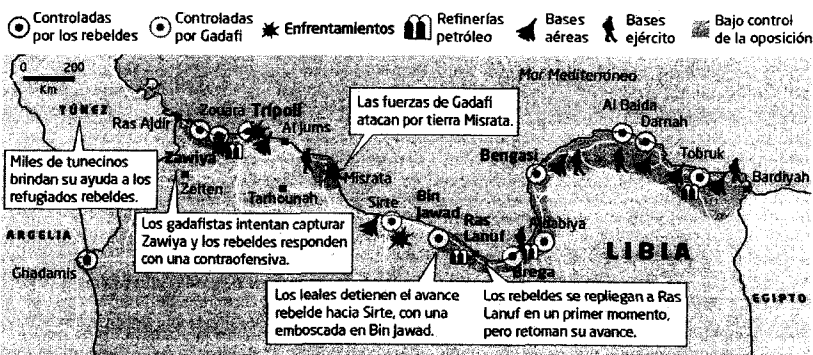 Controladas
por los rebeldes
Controladas
por Gadafi
Enfrentamientos
Refinerías
petróleo
Bases
aéreas
Bases
ejército
Bajo control
de la oposición
0 200
Km
Mar Mediterráneo
TÚNEZ
Ras Ajdir
Zouara
Trípoli
Al Jums
Las fuerzas de Gadafi
atacan por tierra Misrata.
Al Baida
Darnah
Bengasi
Tobruk
Bardiyah
Miles de tunecinos
brindan su ayuda a los
refugiados rebeldes.
Zawiya
Zelten
Tarhounah
Misrata
Sirte
Bin
Jawad
Ras
Lanuf
Ajdabiya
Brega
Los gadafistas intentan capturar
Zawiya y los rebeldes responden
con una contraofensiva.
ARGELIA
Ghadamis
LIBIA
EGIPTO
Los leales detienen el avance
rebelde hacia Sirte, con una
emboscada en Bin Jawad.
Los rebeldes se repliegan a Ras
Lanuf en un primer momento,
pero retoman su avance.